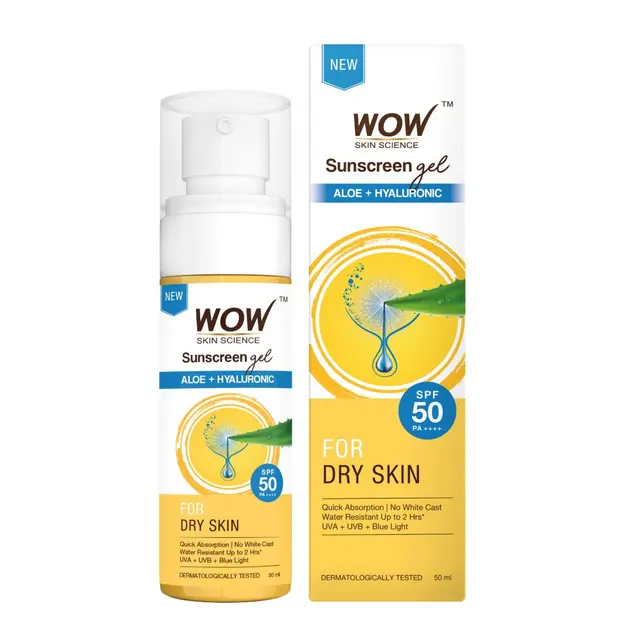 NEW
WOW™
SKIN SCIENCE
Sunscreen gel
ALOE + HYALURONIC
SPF
50
PA ++++
FOR
DRY SKIN
Quick Absorption | No White Cast
Water Resistant Up to 2 Hrs*
UVA + UVB + Blue Light
DERMATOLOGICALLY TESTED 50 ml
NEW
WOW™
SKIN SCIENCE
Sunscreen gel
ALOE + HYALURONIC
SPF
50
PA ++++
FOR
DRY SKIN
Quick Absorption | No White Cast
Water Resistant Up to 2 Hrs*
UVA + UVB + Blue Light
DERMATOLOGICALLY TESTED 50 ml